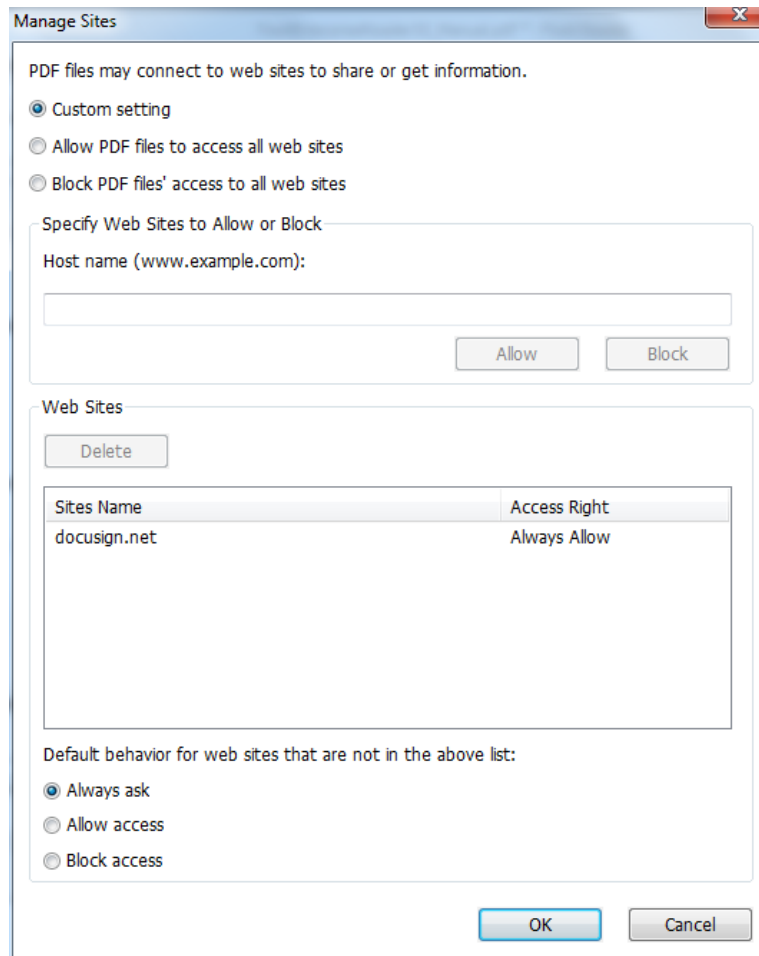 Manage Sites
PDF files may connect to web sites to share or get information.
Custom setting
Allow PDF files to access all web sites
Block PDF files' access to all web sites
Specify Web Sites to Allow or Block
Host name (www.example.com):
Allow Block
Web Sites
Delete
Sites Name Access Right
docusign.net Always Allow
Default behavior for web sites that are not in the above list:
Always ask
Allow access
Block access
OK Cancel